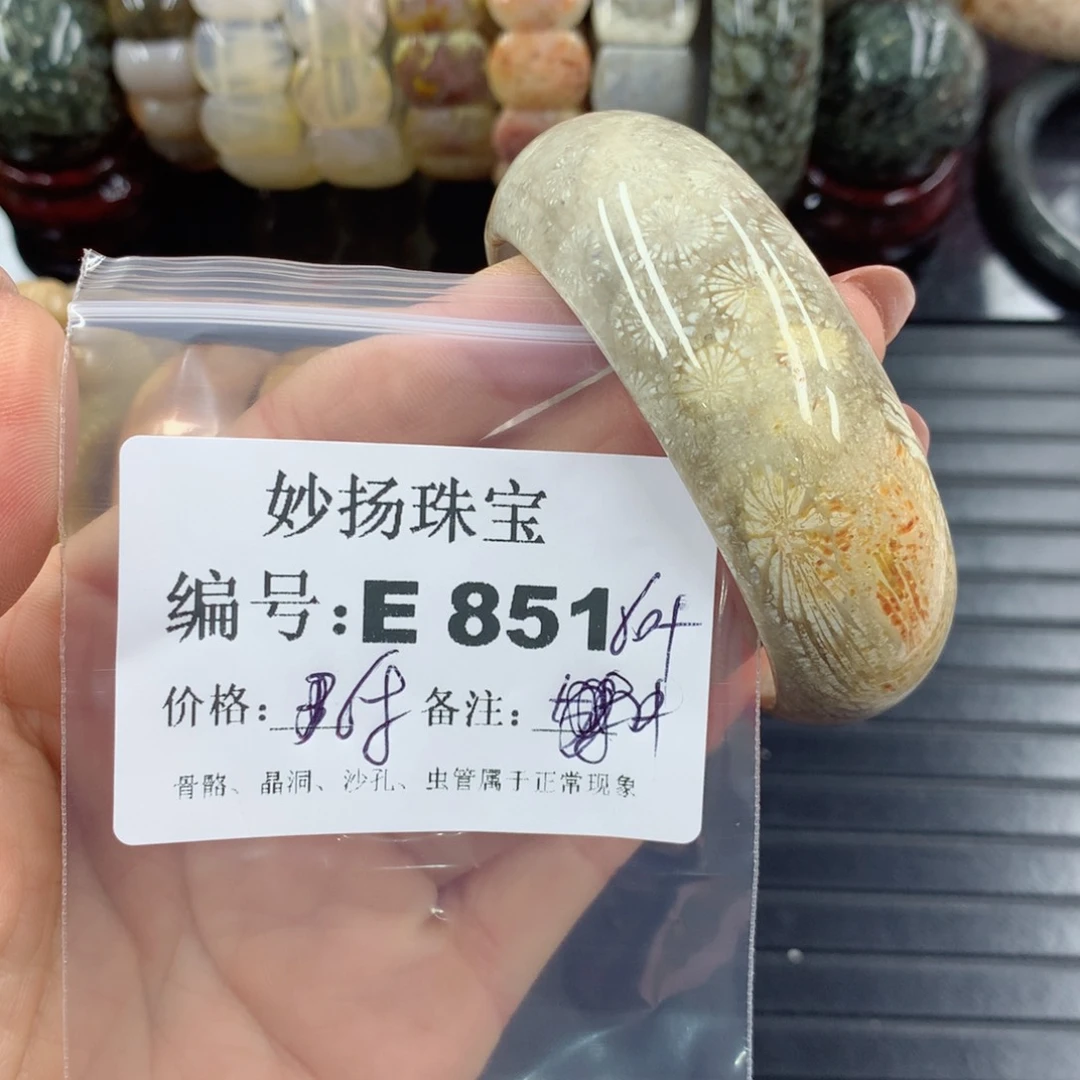 妙扬珠宝
编号:E 851
价格: 备注:
骨骼、晶洞、沙孔、虫管属于正常现象